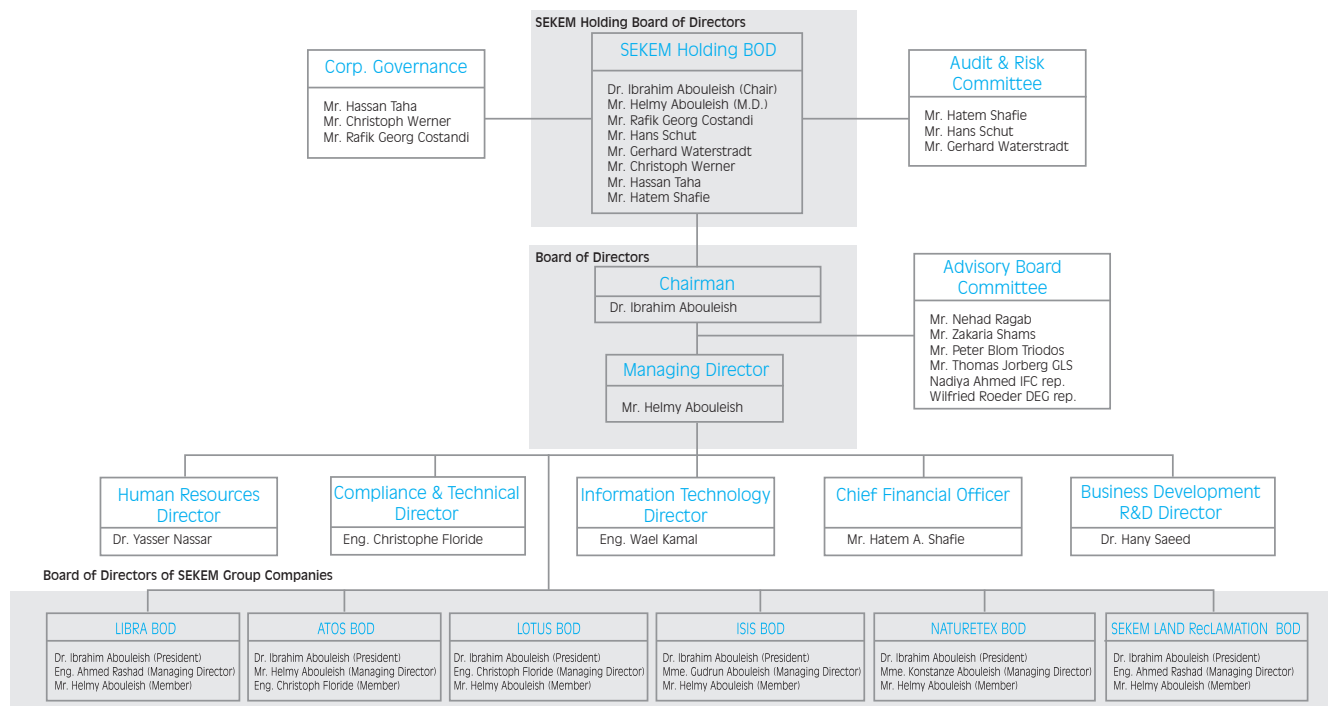 SEKEM Holding Board of Directors
SEKEM Holding BOD
Dr. Ibrahim Abouleish (Chair)
Mr. Helmy Abouleish (M.D.)
Mr. Rafik Georg Costandi
Mr. Hans Schut
Mr. Gerhard Waterstradt
Mr. Christoph Werner
Mr. Hassan Taha
Mr. Hatem Shafie
Corp. Governance
Mr. Hassan Taha
Mr. Christoph Werner
Mr. Rafik Georg Costandi
Audit & Risk
Committee
Mr. Hatem Shafie
Mr. Hans Schut
Mr. Gerhard Waterstradt
Board of Directors
Chairman
Dr. Ibrahim Abouleish
Managing Director
Mr. Helmy Abouleish
Advisory Board
Committee
Mr. Nehad Ragab
Mr. Zakaria Shams
Mr. Peter Blom Triodos
Mr. Thomas Jorberg GLS
Nadiya Ahmed IFC rep.
Wilfried Roeder DEG rep.
Human Resources
Director
Dr. Yasser Nassar
Compliance & Technical
Director
Eng. Christophe Floride
Information Technology
Director
Eng. Wael Kamal
Chief Financial Officer
Mr. Hatem A. Shafie
Business Development
R&D Director
Dr. Hany Saeed
Board of Directors of SEKEM Group Companies
LIBRA BOD
Dr. Ibrahim Abouleish (President)
Eng. Ahmed Rashad (Managing Director)
Mr. Helmy Abouleish (Member)
ATOS BOD
Dr. Ibrahim Abouleish (President)
Mr. Helmy Abouleish (Managing Director)
Eng. Christoph Floride (Member)
LOTUS BOD
Dr. Ibrahim Abouleish (President)
Eng. Christoph Floride (Managing Director)
Mr. Helmy Abouleish (Member)
ISIS BOD
Dr. Ibrahim Abouleish (President)
Mme. Gudrun Abouleish (Managing Director)
Mr. Helmy Abouleish (Member)
NATURETEX BOD
Dr. Ibrahim Abouleish (President)
Mme. Konstanze Abouleish (Managing Director)
Mr. Helmy Abouleish (Member)
SEKEM LAND RecLAMATION BOD
Dr. Ibrahim Abouleish (President)
Eng. Ahmed Rashad (Managing Director)
Mr. Helmy Abouleish (Member)